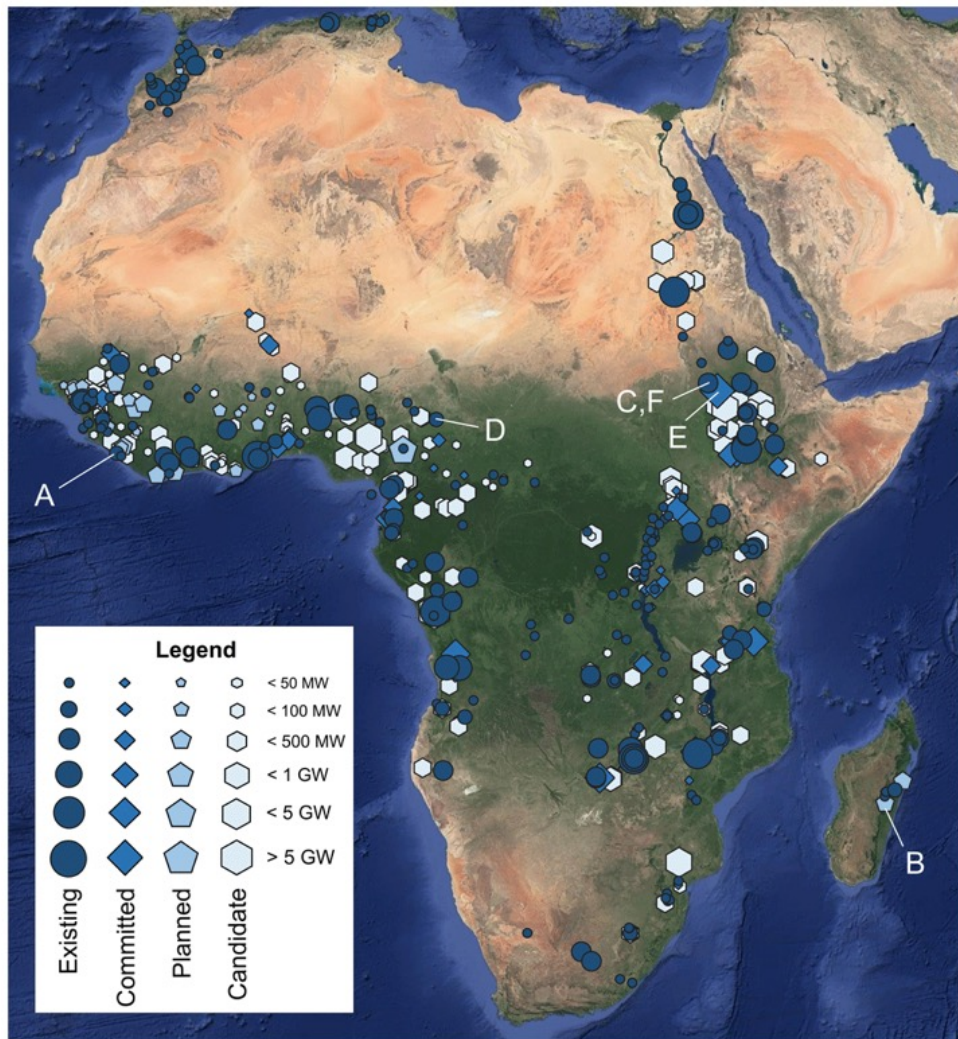 C,F
D
E
A
Legend
< 50 MW
< 100 MW
< 500 MW
< 1 GW
< 5 GW
> 5 GW
Existing
Committed
Planned
Candidate
B